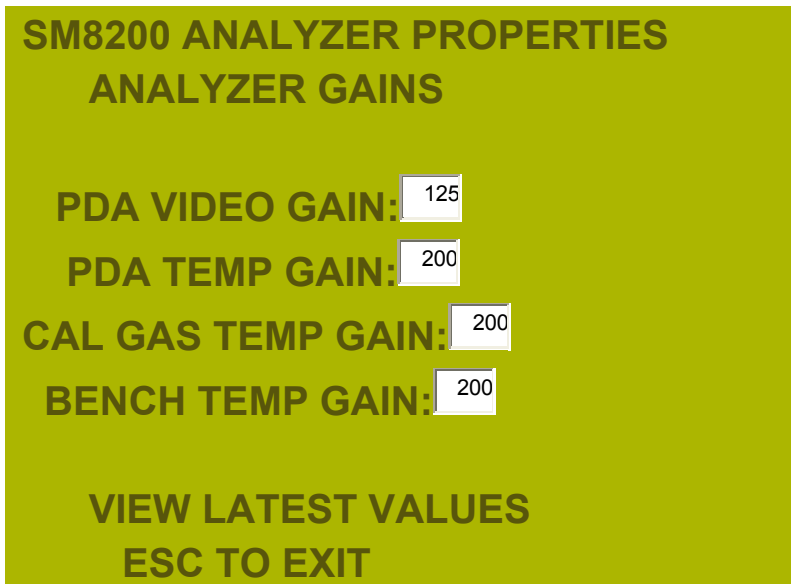 SM8200 ANALYZER PROPERTIES
ANALYZER GAINS
PDA VIDEO GAIN: 125
PDA TEMP GAIN: 200
CAL GAS TEMP GAIN: 200
BENCH TEMP GAIN: 200
VIEW LATEST VALUES
ESC TO EXIT